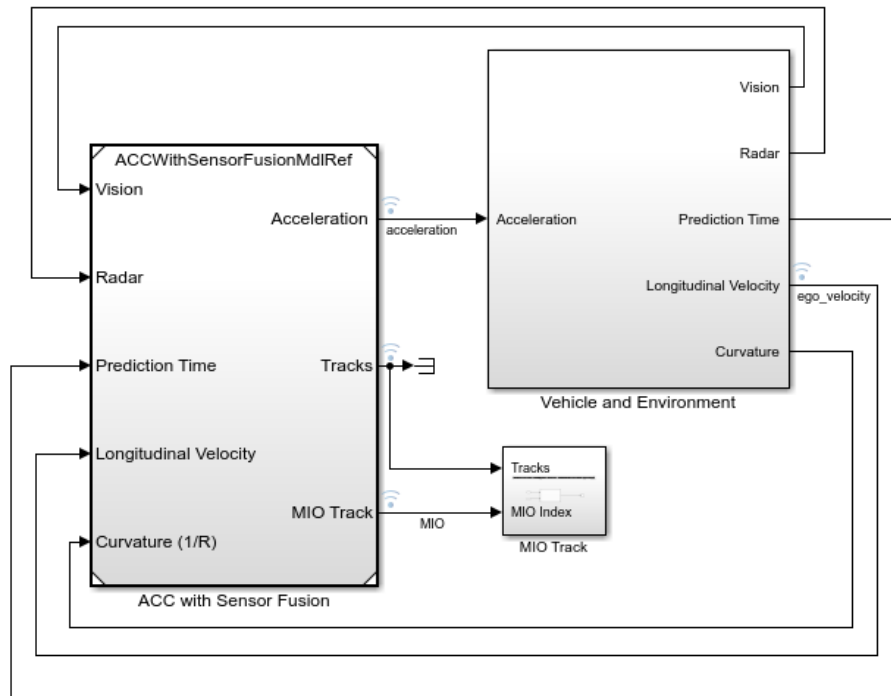 ACCWithSensorFusionMdlRef
Vision
Radar
Prediction Time
Longitudinal Velocity
Curvature (1/R)
Acceleration
Tracks
MIO Track
ACC with Sensor Fusion
acceleration
MIO
Acceleration
Vision
Radar
Prediction Time
Longitudinal Velocity
Curvature
Vehicle and Environment
ego_velocity
Tracks
MIO Index
MIO Track